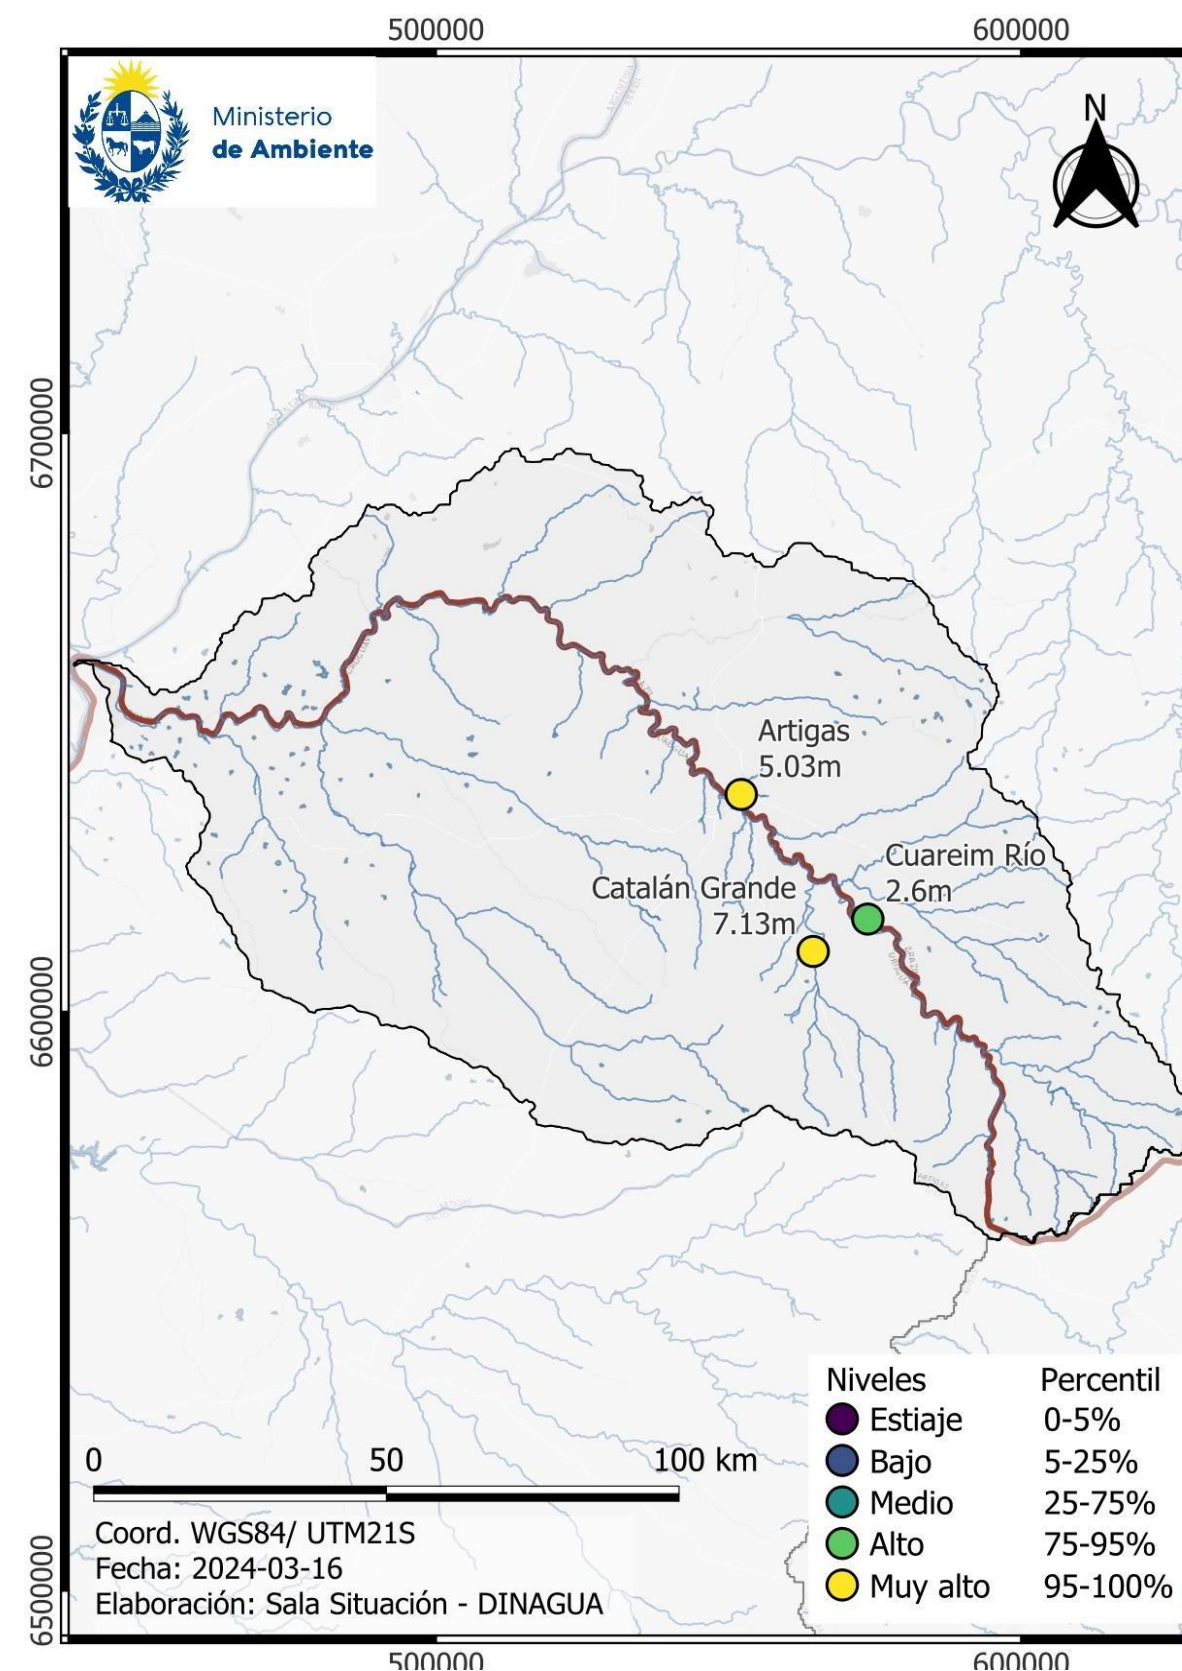 500000
600000
Ministerio
de Ambiente
N
6700000
Artigas
5.03m
Cuareim Río
2.6m
Catalán Grande
7.13m
6600000
Niveles Percentil
Estiaje 0-5%
Bajo 5-25%
Medio 25-75%
Alto 75-95%
Muy alto 95-100%
0 50 100 km
Coord. WGS84/ UTM21S
Fecha: 2024-03-16
Elaboración: Sala Situación - DINAGUA
6500000
500000
600000